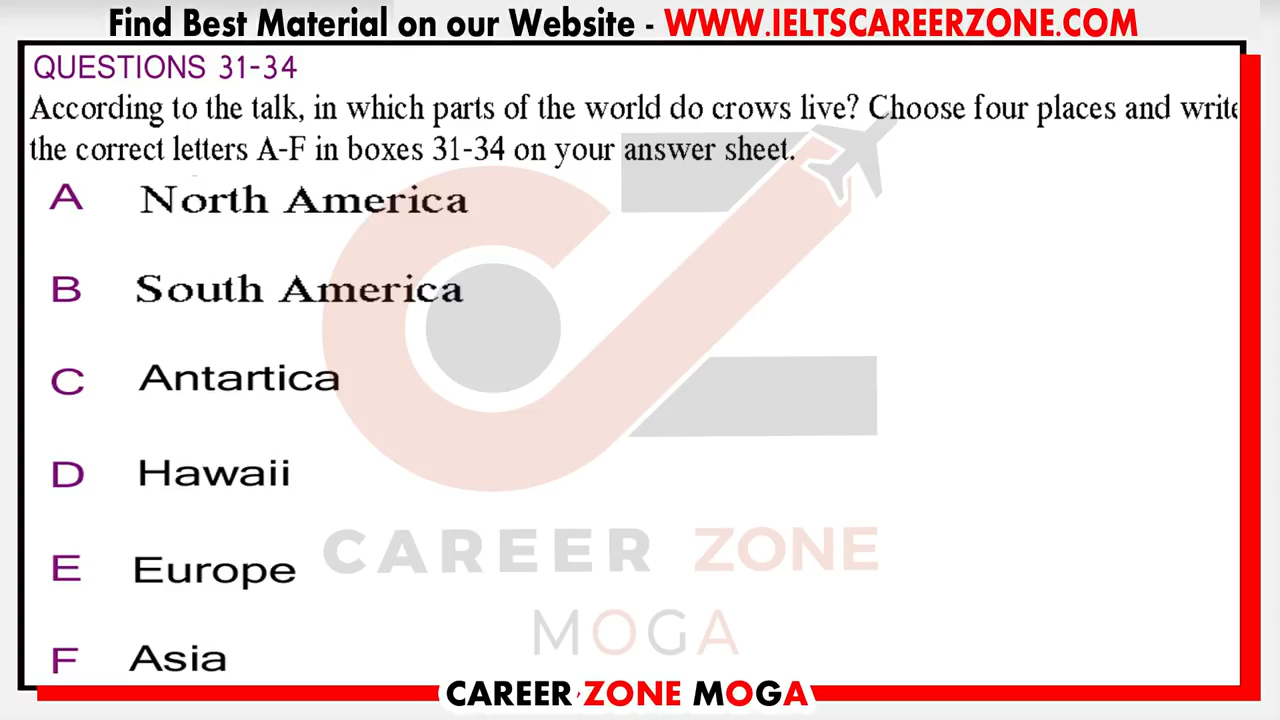 Find Best Material on our Website - WWW.IELTSCAREERZONE.COM
QUESTIONS 31-34
According to the talk, in which parts of the world do crows live? Choose four places and write
the correct letters A-F in boxes 31-34 on your answer sheet.
A North America
B South America
C Antartica
D Hawaii
E Europe
CAREER ZONE
MOGA
F Asia
CAREER ZONE MOGA